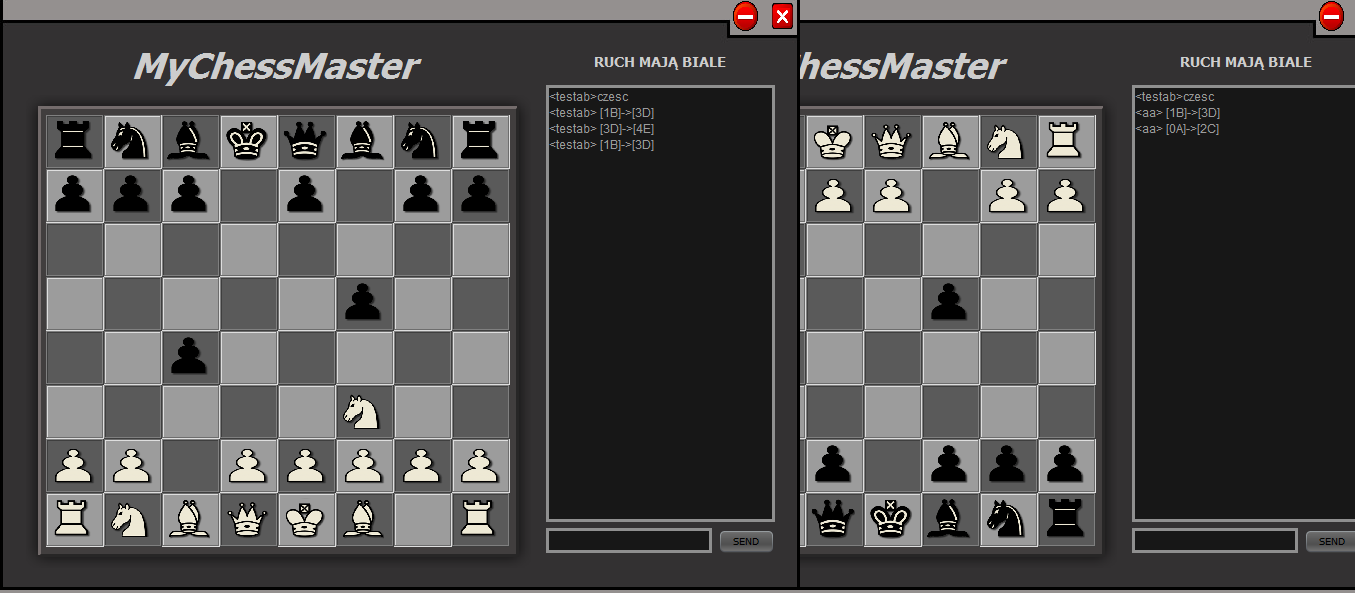 MyChessMaster
RUCH MAJĄ BIALE
<testab>czesc
<testab> [1B]->[3D]
<testab> [3D]->[4E]
<testab> [1B]->[3D]
SEND
hessMaster
RUCH MAJĄ BIALE
<testab>czesc
<aa> [1B]->[3D]
<aa> [0A]->[2C]
SEND